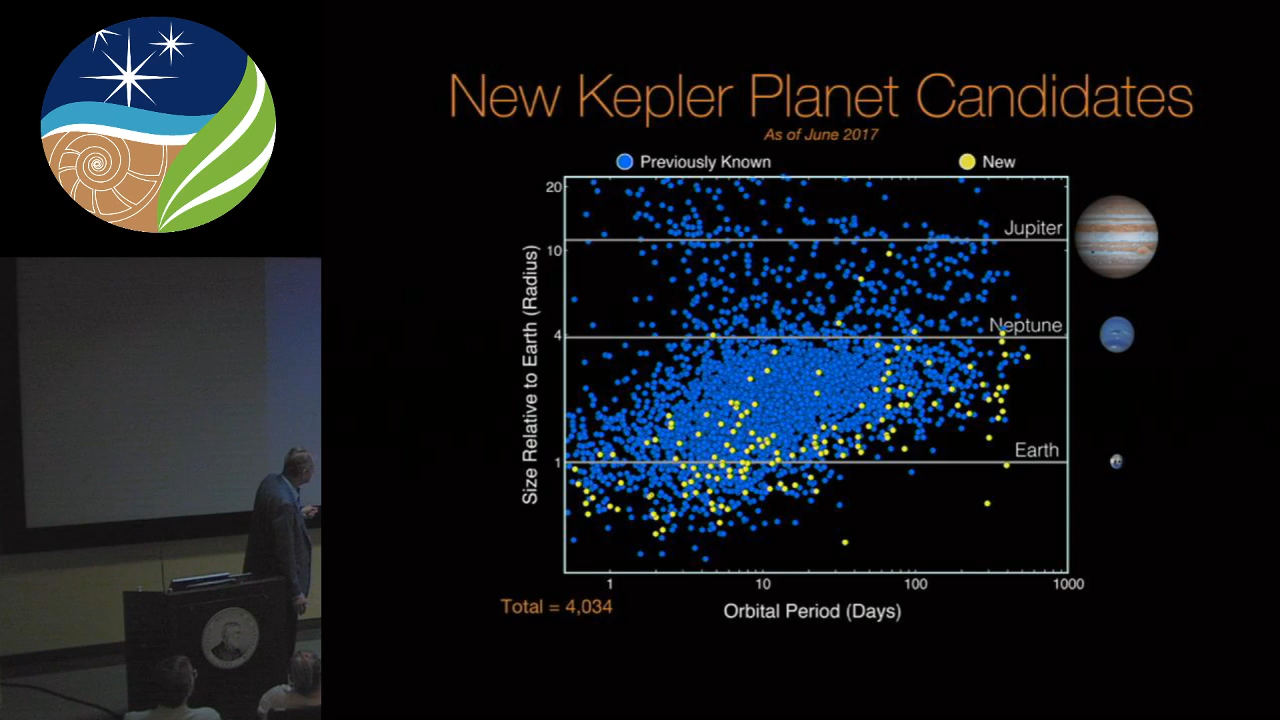 New Kepler Planet Candidates
As of June 2017
Previously Known
New
20
10
4
1
Size Relative to Earth (Radius)
Jupiter
Neptune
Earth
1
10
100
1000
Total = 4,034
Orbital Period (Days)